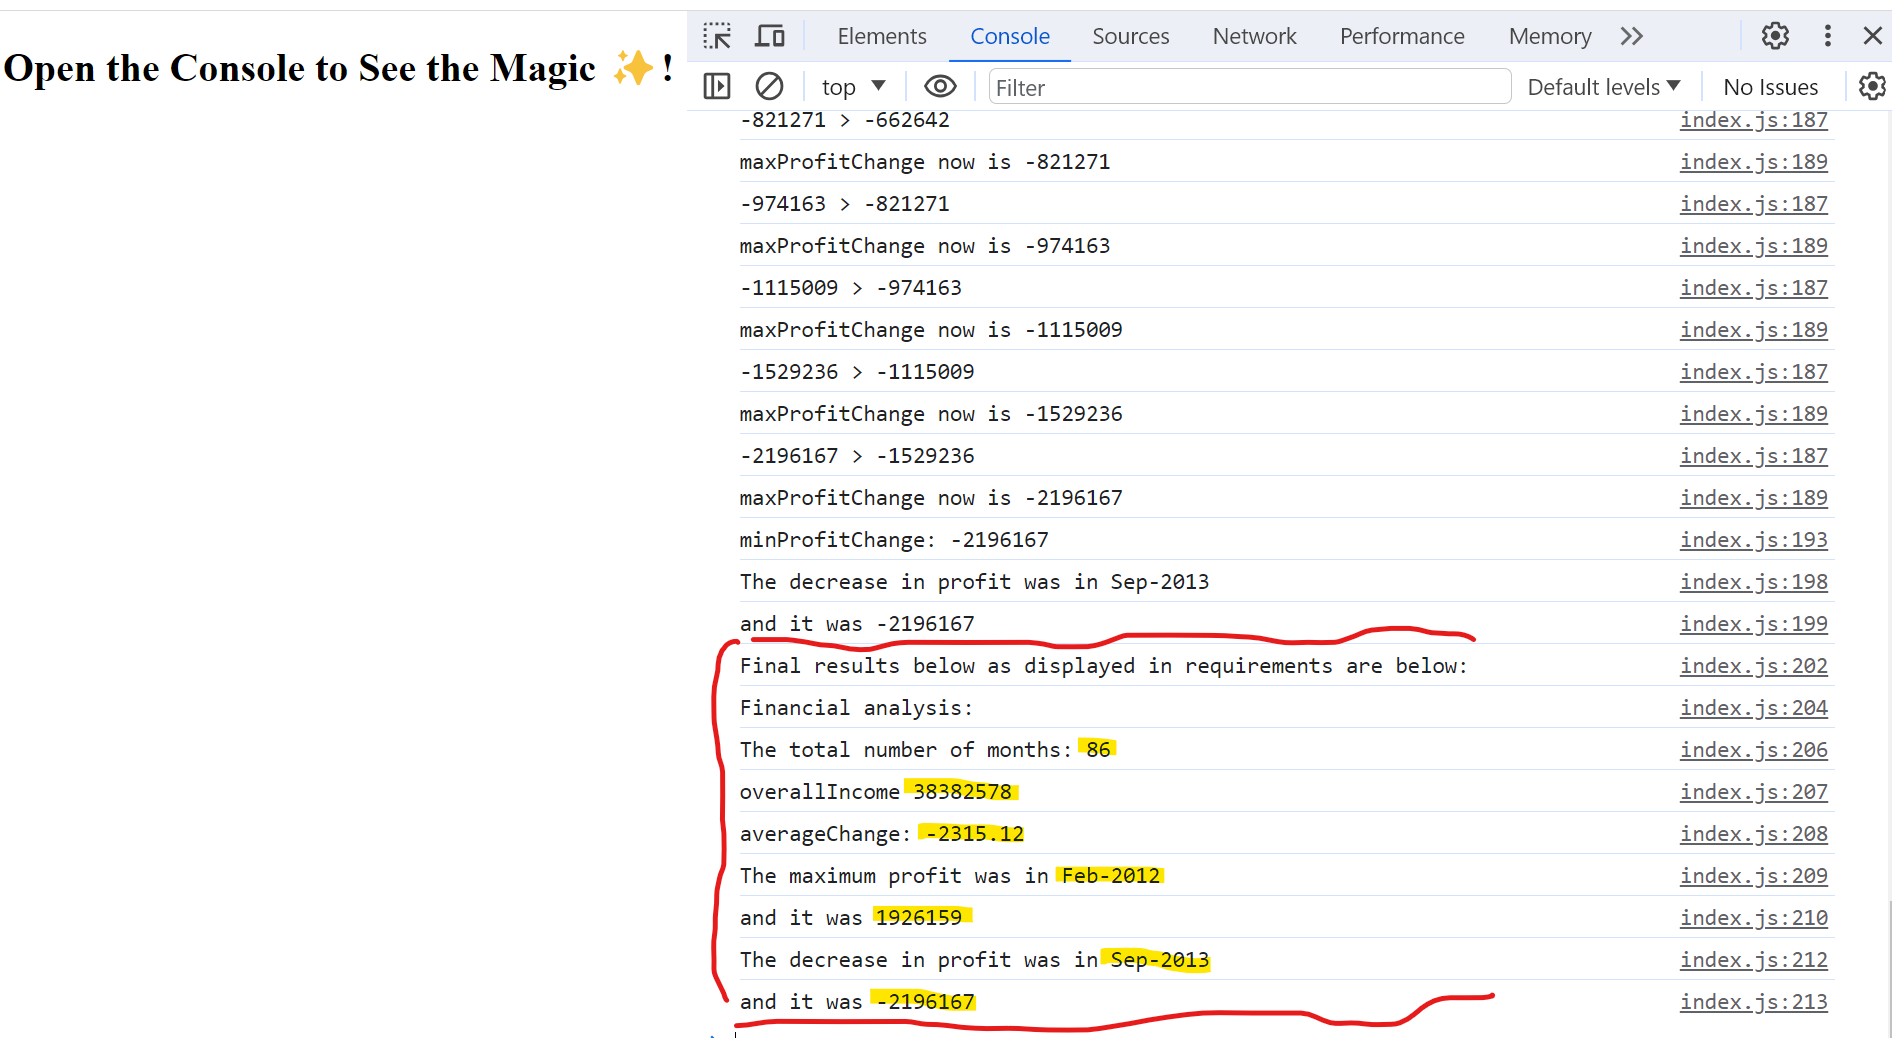 Open the Console to See the Magic ✨ !
Elements Console Sources Network Performance Memory
top Filter Default levels No Issues
-821271 > -662642 index.js:187
maxProfitChange now is -821271 index.js:189
-974163 > -821271 index.js:187
maxProfitChange now is -974163 index.js:189
-1115009 > -974163 index.js:187
maxProfitChange now is -1115009 index.js:189
-1529236 > -1115009 index.js:187
maxProfitChange now is -1529236 index.js:189
-2196167 > -1529236 index.js:187
maxProfitChange now is -2196167 index.js:189
minProfitChange: -2196167 index.js:193
The decrease in profit was in Sep-2013 index.js:198
and it was -2196167 index.js:199
Final results below as displayed in requirements are below: index.js:202
Financial analysis: index.js:204
The total number of months: 86 index.js:206
overallIncome 38382578 index.js:207
averageChange: -2315.12 index.js:208
The maximum profit was in Feb-2012 index.js:209
and it was 1926159 index.js:210
The decrease in profit was in Sep-2013 index.js:212
and it was -2196167 index.js:213